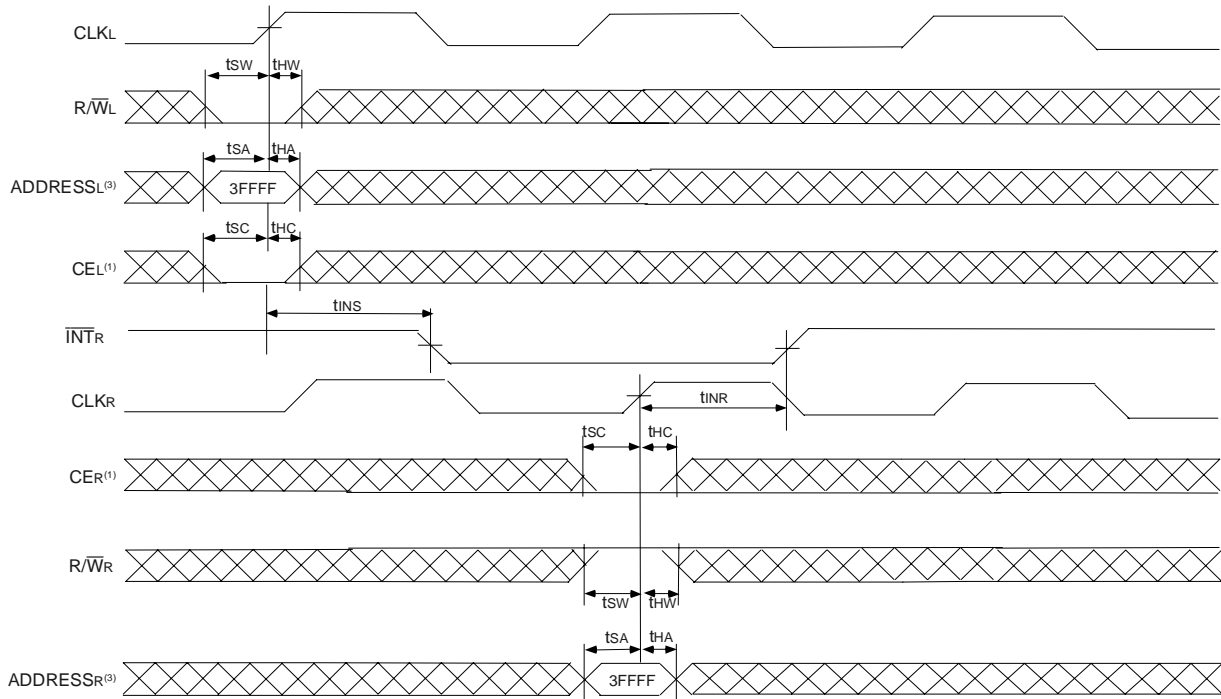 CLKL
tSW tHW
R/W̅L
tSA tHA
ADDRESSL(3) 3FFFF
tSC tHC
CEL(1)
tINS
I̅N̅T̅R
CLKR
tINR
tSC tHC
CER(1)
R/W̅R
tSW tHW
tSA tHA
ADDRESSR(3) 3FFFF